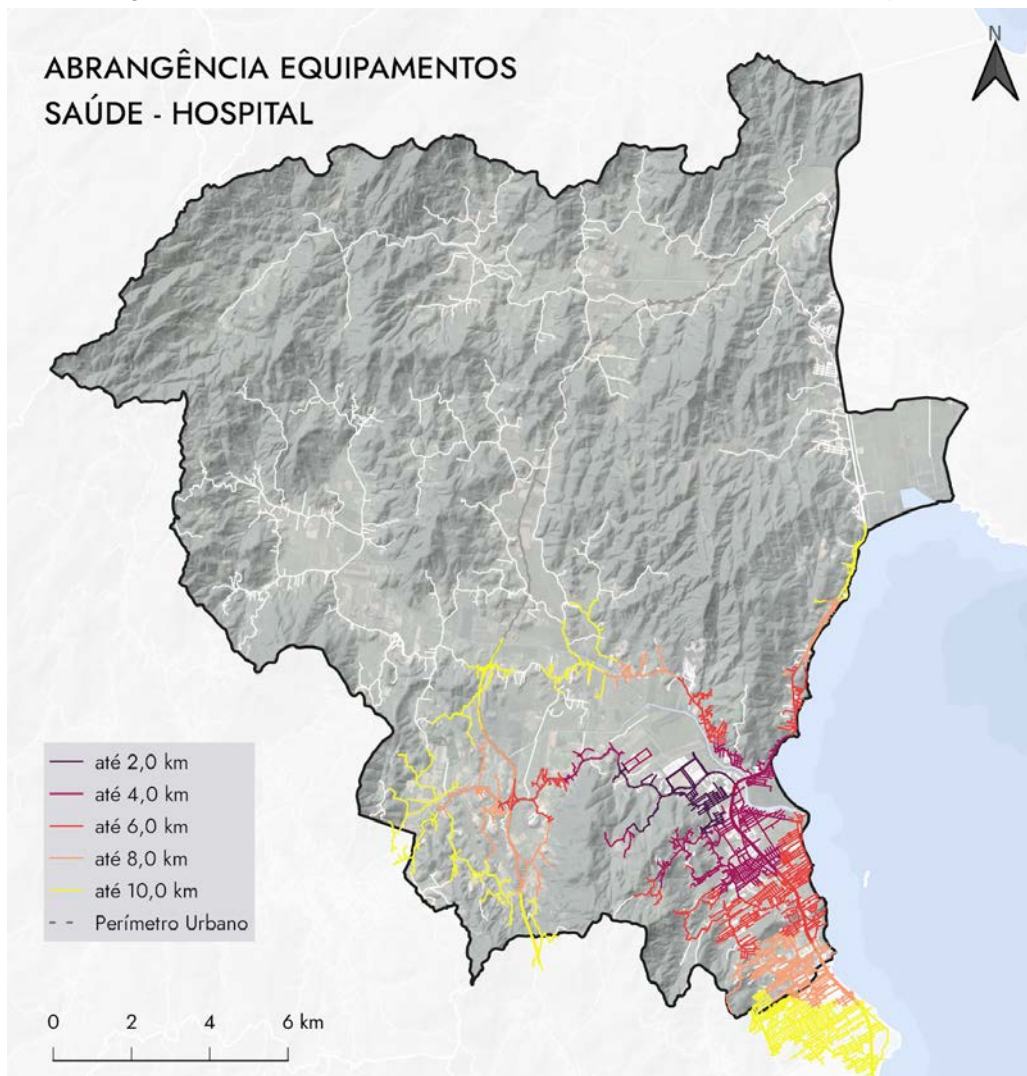 ABRANGÊNCIA EQUIPAMENTOS
SAÚDE - HOSPITAL
N
até 2,0 km
até 4,0 km
até 6,0 km
até 8,0 km
até 10,0 km
Perímetro Urbano
0 2 4 6 km